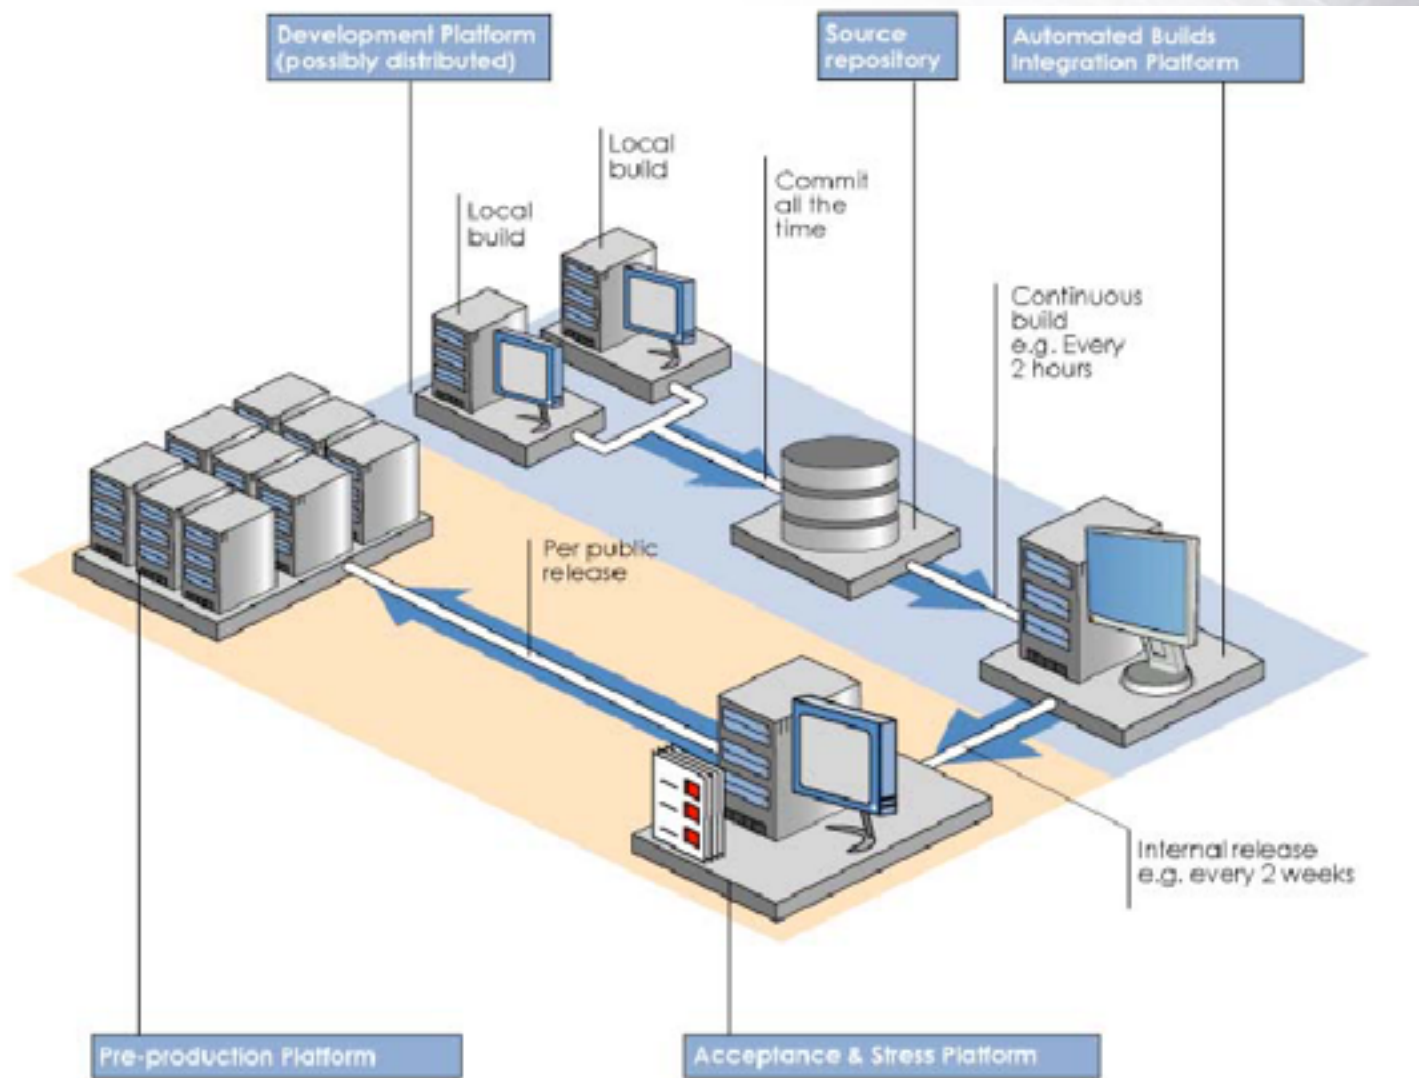 Development Platform
(possibly distributed)
Source
repository
Automated Builds
Integration Platform
Local
build
Local
build
Commit
all the
time
Continuous
build
e.g. Every
2 hours
Per public
release
Internal release
e.g. every 2 weeks
Pre-production Platform
Acceptance & Stress Platform